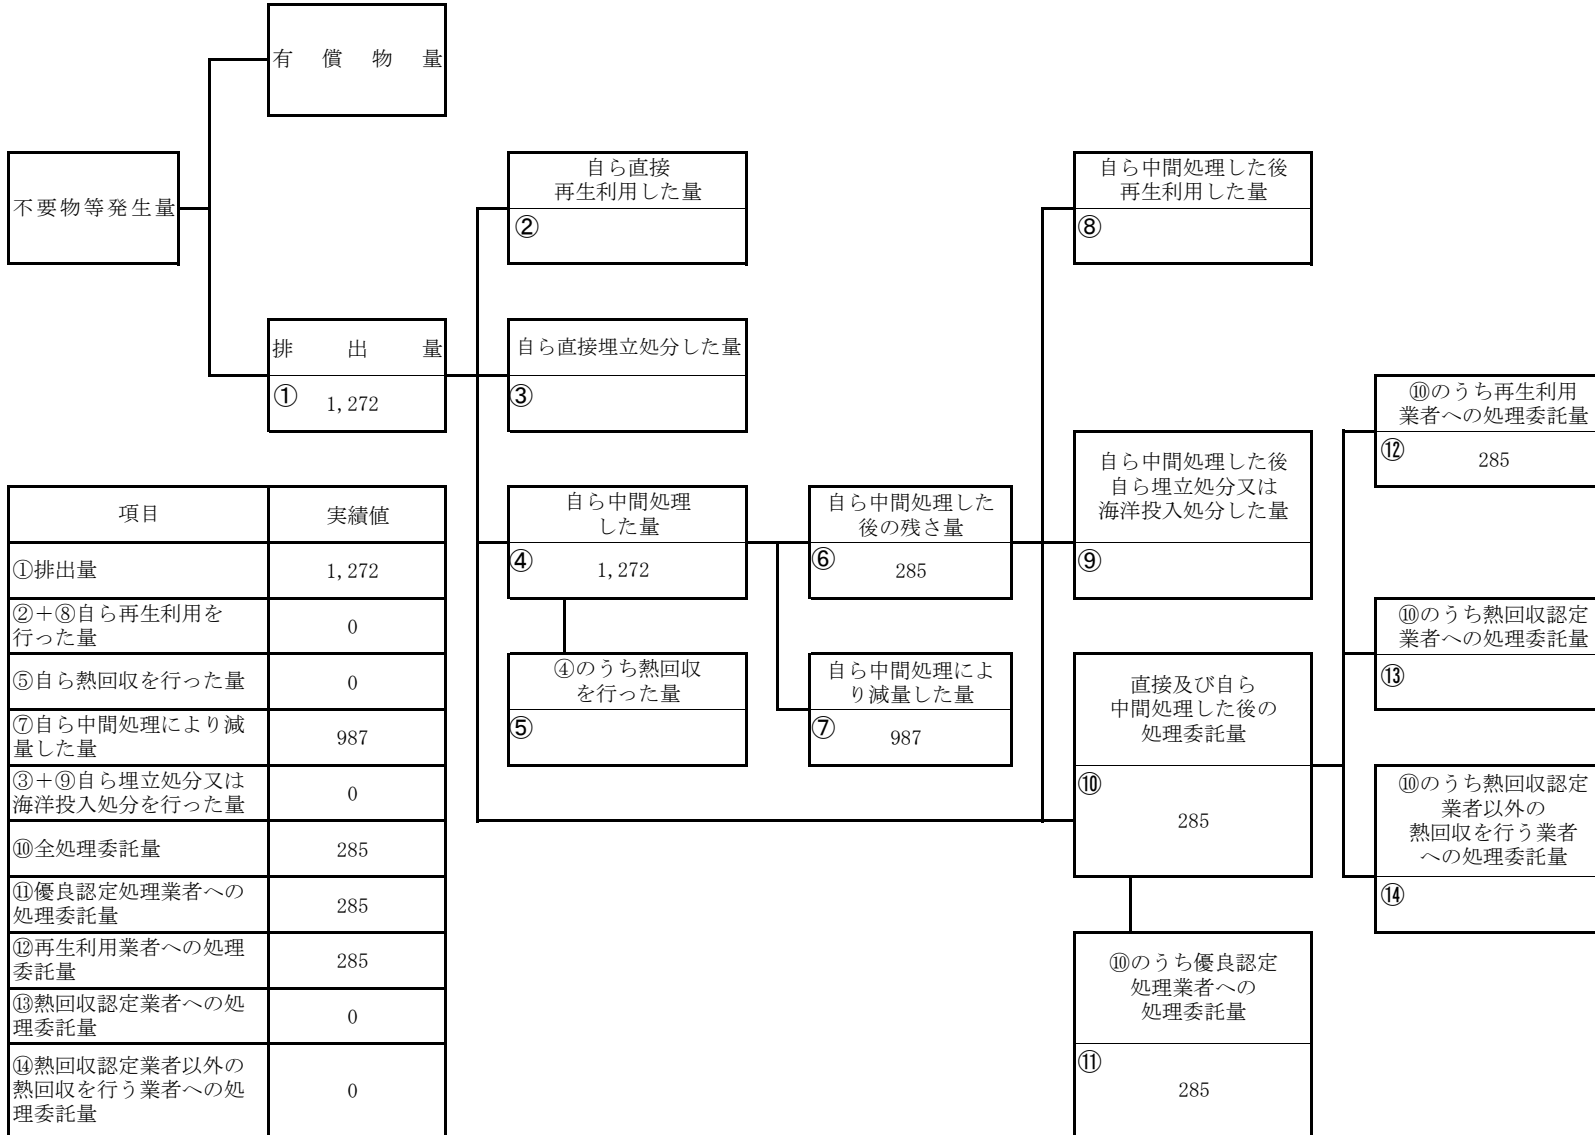 有償物量
不要物等発生量
自ら直接
再生利用した量
②
自ら中間処理した後
再生利用した量
⑧
排出量
① 1,272
自ら直接埋立処分した量
③
⑩のうち再生利用
業者への処理委託量
⑫ 285
自ら中間処理した後
自ら埋立処分又は
海洋投入処分した量
⑨
自ら中間処理
した量
④ 1,272
自ら中間処理した
後の残さ量
⑥ 285
⑩のうち熱回収認定
業者への処理委託量
⑬
④のうち熱回収
を行った量
⑤
自ら中間処理によ
り減量した量
⑦ 987
直接及び自ら
中間処理した後の
処理委託量
⑩
285
⑩のうち熱回収認定
業者以外の
熱回収を行う業者
への処理委託量
⑭
⑩のうち優良認定
処理業者への
処理委託量
⑪
285
項目 実績値
①排出量 1,272
②+⑧自ら再生利用を
行った量 0
⑤自ら熱回収を行った量 0
⑦自ら中間処理により減
量した量 987
③+⑨自ら埋立処分又は
海洋投入処分を行った量 0
⑩全処理委託量 285
⑪優良認定処理業者への
処理委託量 285
⑫再生利用業者への処理
委託量 285
⑬熱回収認定業者への処
理委託量 0
⑭熱回収認定業者以外の
熱回収を行う業者への処
理委託量 0